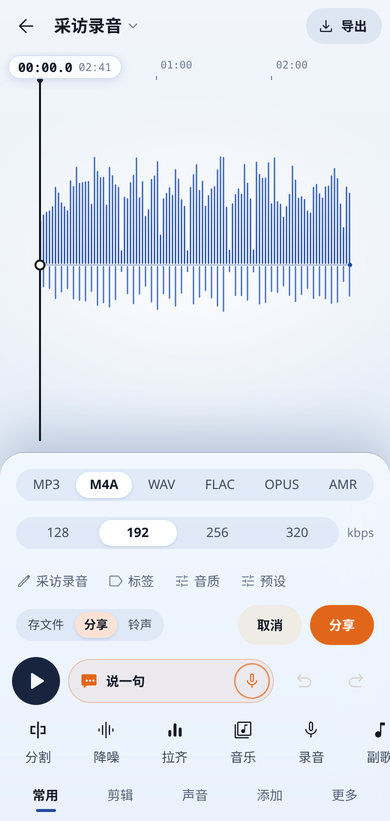 采访录音
导出
00:00.0 02:41
01:00
02:00
MP3 M4A WAV FLAC OPUS AMR
128 192 256 320 kbps
采访录音 标签 音质 预设
存文件 分享 铃声 取消 分享
说一句
分割 降噪 拉齐 音乐 录音 副歌
常用 剪辑 声音 添加 更多